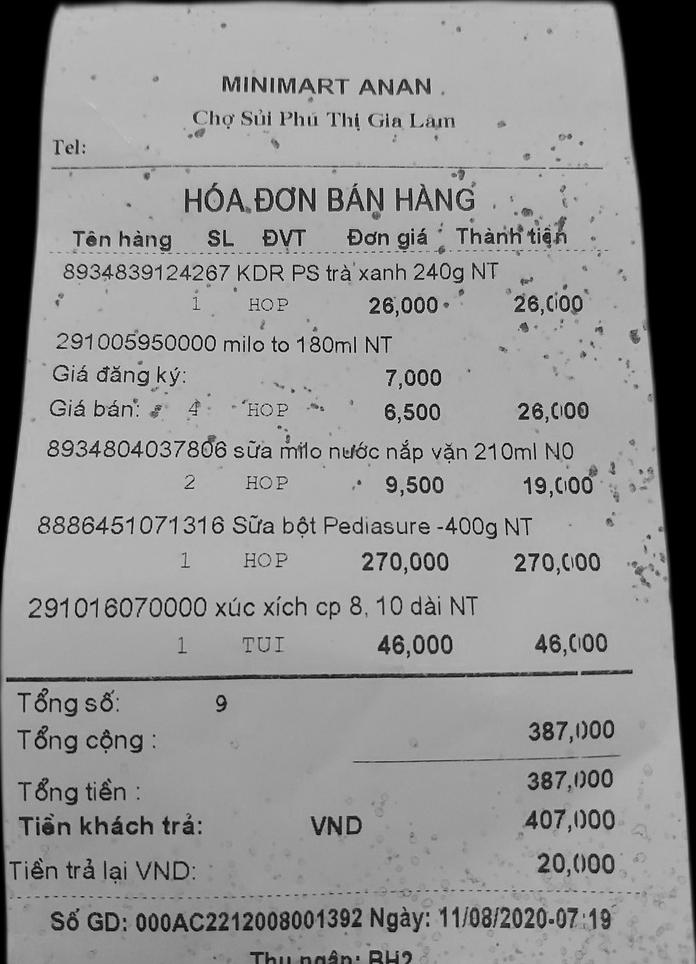 MINIMART ANAN
Chợ Sủi Phú Thị Gia Lâm
Tel:
HÓA ĐƠN BÁN HÀNG
Tên hàng SL ĐVT Đơn giá Thành tiền
8934839124267 KDR PS trà xanh 240g NT
1 HOP 26,000 26,000
291005950000 milo to 180ml NT
Giá đăng ký: 7,000
Giá bán: 4 HOP 6,500 26,000
8934804037806 sữa milo nước nắp vặn 210ml N0
2 HOP 9,500 19,000
8886451071316 Sữa bột Pediasure -400g NT
1 HOP 270,000 270,000
291016070000 xúc xích cp 8, 10 dài NT
1 TUI 46,000 46,000
Tổng số: 9
Tổng cộng : 387,000
Tổng tiền : 387,000
Tiền khách trả: VND 407,000
Tiền trả lại VND: 20,000
Số GD: 000AC2212008001392 Ngày: 11/08/2020-07:19
Thu ngân: BH2